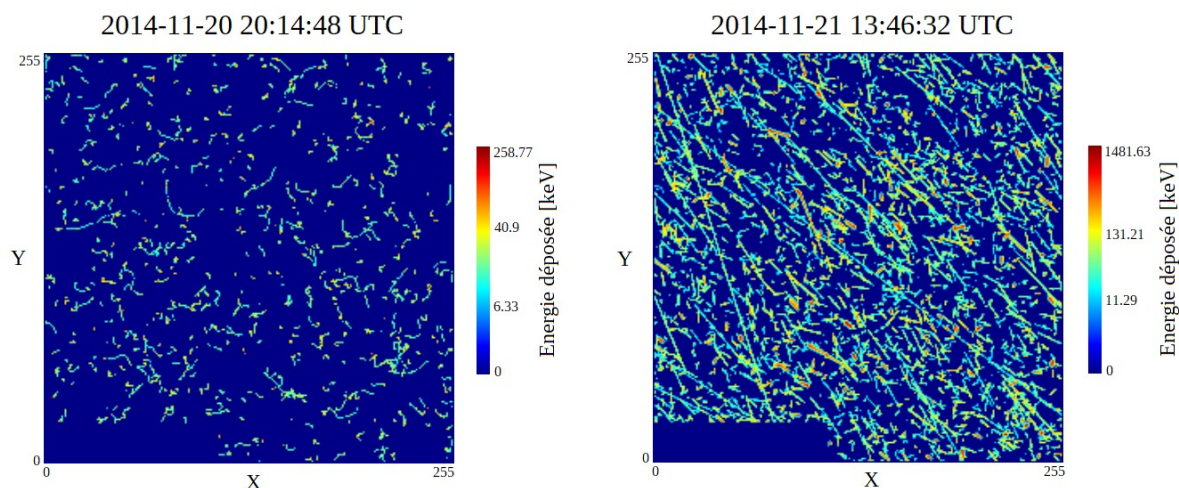 2014-11-20 20:14:48 UTC
255
Y
0
0
X
255
258.77
40.9
6.33
0
Energie déposée [keV]
2014-11-21 13:46:32 UTC
255
Y
0
0
X
255
1481.63
131.21
11.29
0
Energie déposée [keV]